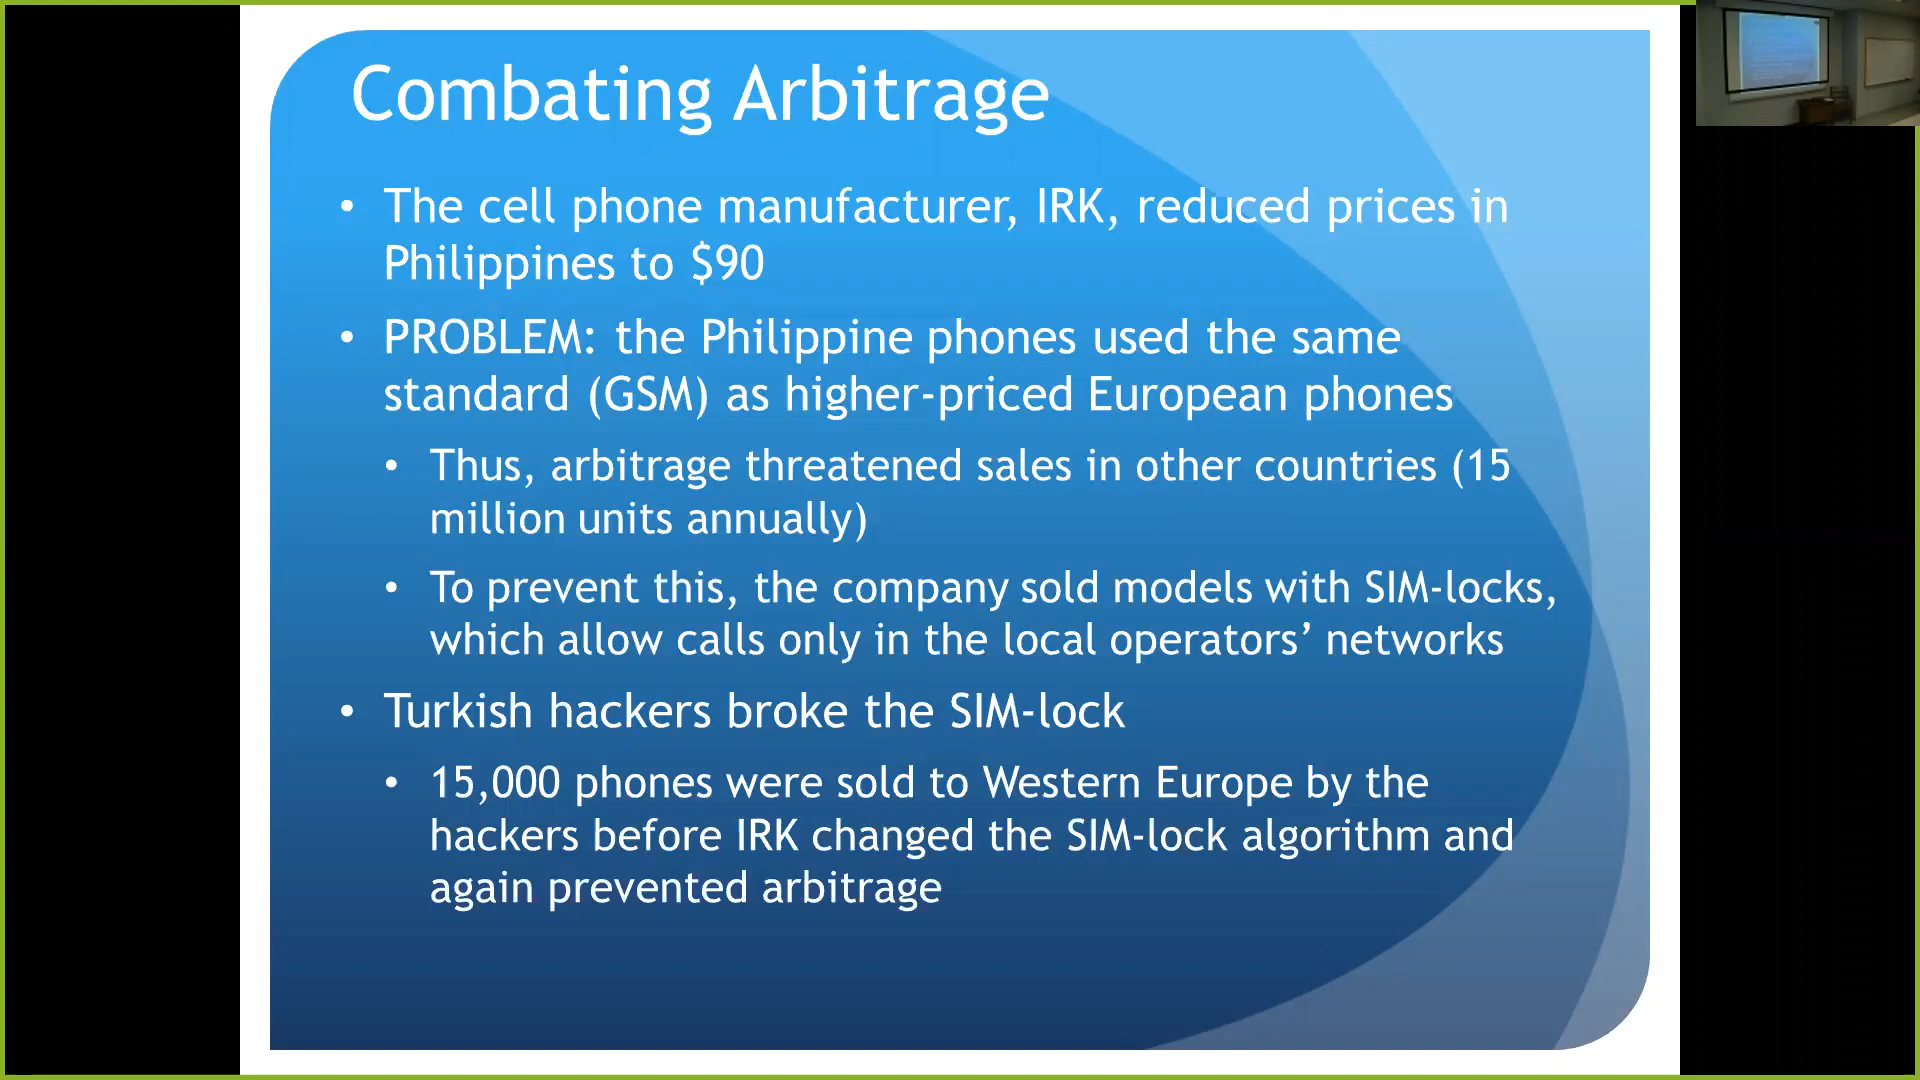 Combating Arbitrage
• The cell phone manufacturer, IRK, reduced prices in
Philippines to $90
• PROBLEM: the Philippine phones used the same
standard (GSM) as higher-priced European phones
• Thus, arbitrage threatened sales in other countries (15
million units annually)
• To prevent this, the company sold models with SIM-locks,
which allow calls only in the local operators’ networks
• Turkish hackers broke the SIM-lock
• 15,000 phones were sold to Western Europe by the
hackers before IRK changed the SIM-lock algorithm and
again prevented arbitrage